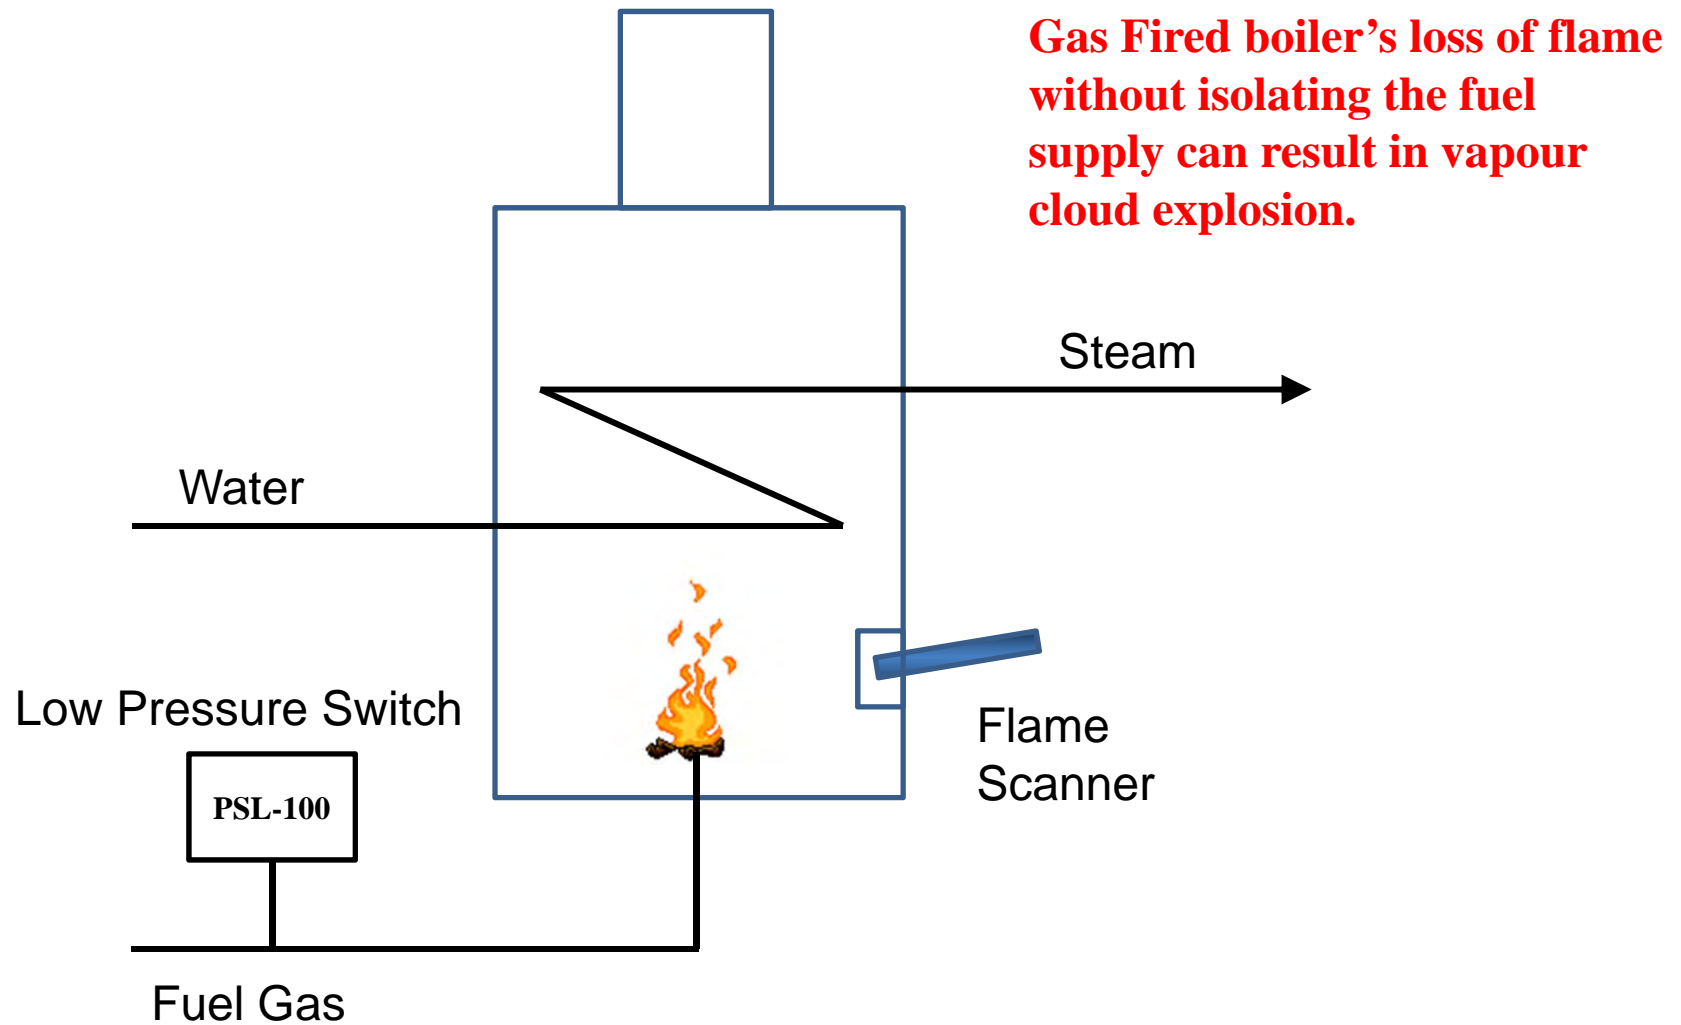 Gas Fired boiler’s loss of flame
without isolating the fuel
supply can result in vapour
cloud explosion.
Steam
Water
Low Pressure Switch
PSL-100
Flame
Scanner
Fuel Gas